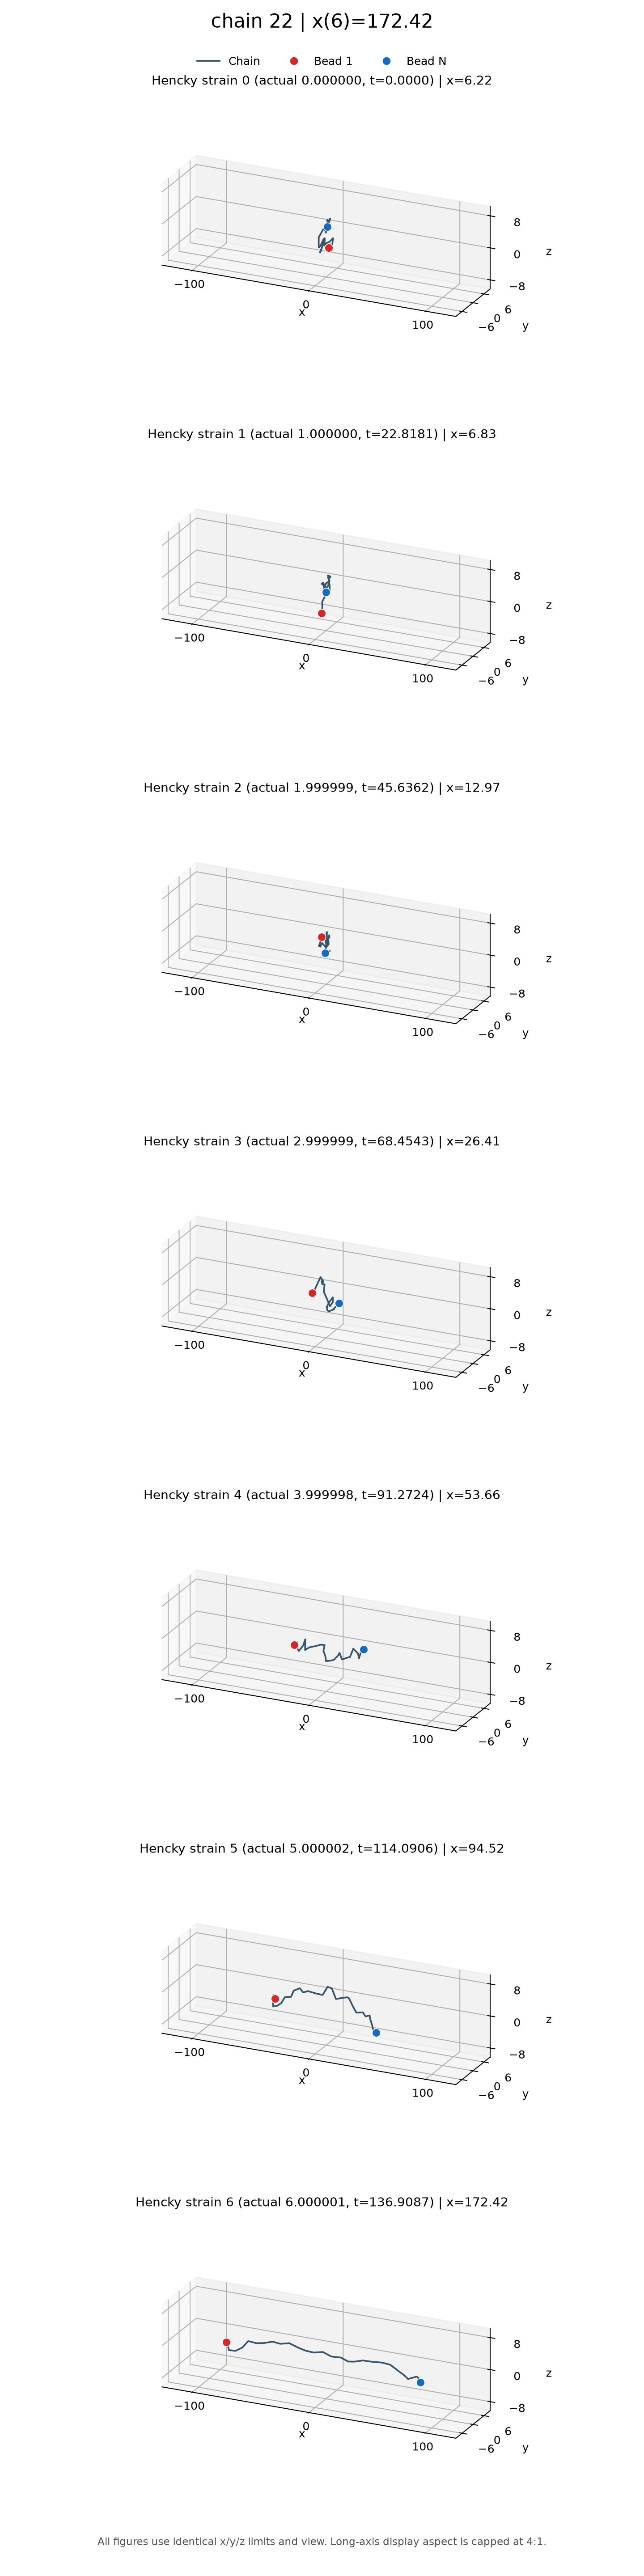 chain 22 | x(6)=172.42
Chain
Bead 1
Bead N
Hencky strain 0 (actual 0.000000, t=0.0000) | x=6.22
8
0
−8
z
−100
0
100
x
6
0
−6
y
Hencky strain 1 (actual 1.000000, t=22.8181) | x=6.83
8
0
−8
z
−100
0
100
x
6
0
−6
y
Hencky strain 2 (actual 1.999999, t=45.6362) | x=12.97
8
0
−8
z
−100
0
100
x
6
0
−6
y
Hencky strain 3 (actual 2.999999, t=68.4543) | x=26.41
8
0
−8
z
−100
0
100
x
6
0
−6
y
Hencky strain 4 (actual 3.999998, t=91.2724) | x=53.66
8
0
−8
z
−100
0
100
x
6
0
−6
y
Hencky strain 5 (actual 5.000002, t=114.0906) | x=94.52
8
0
−8
z
−100
0
100
x
6
0
−6
y
Hencky strain 6 (actual 6.000001, t=136.9087) | x=172.42
8
0
−8
z
−100
0
100
x
6
0
−6
y
All figures use identical x/y/z limits and view. Long-axis display aspect is capped at 4:1.